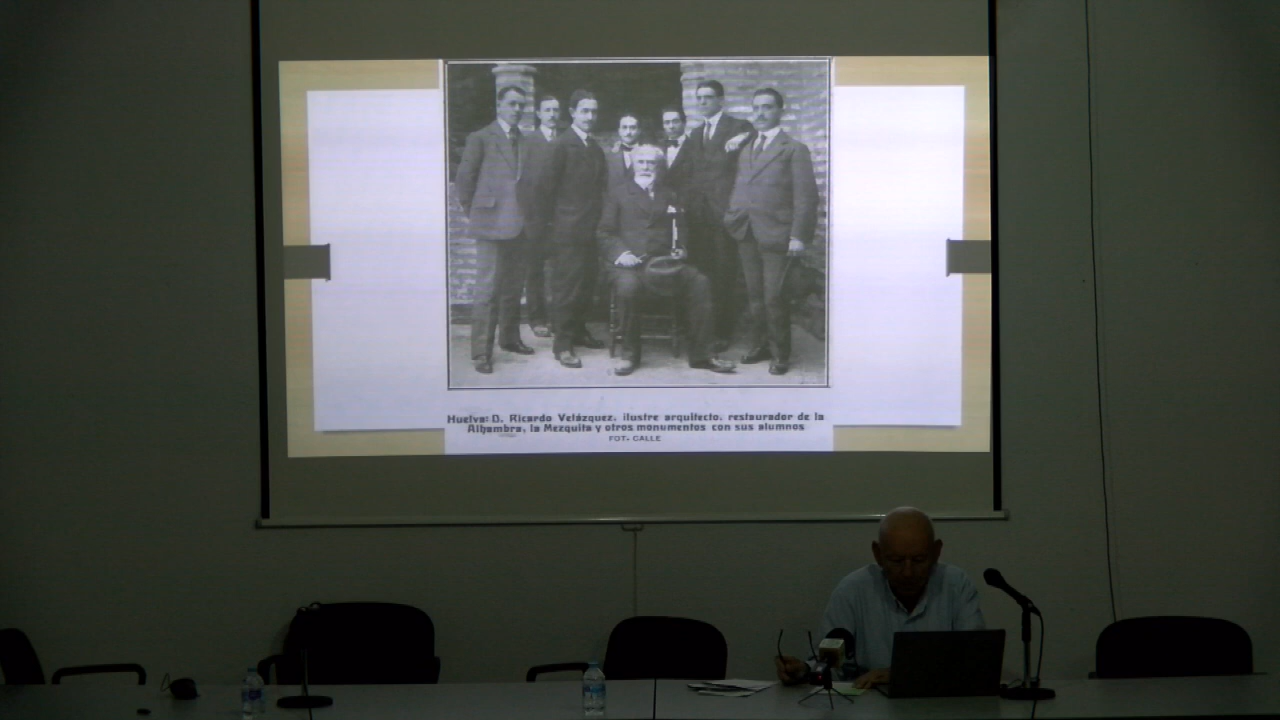 Huelva: D. Ricardo Velázquez, ilustre arquitecto, restaurador de la
Alhambra, la Mezquita y otros monumentos con sus alumnos
FOT. CALLE